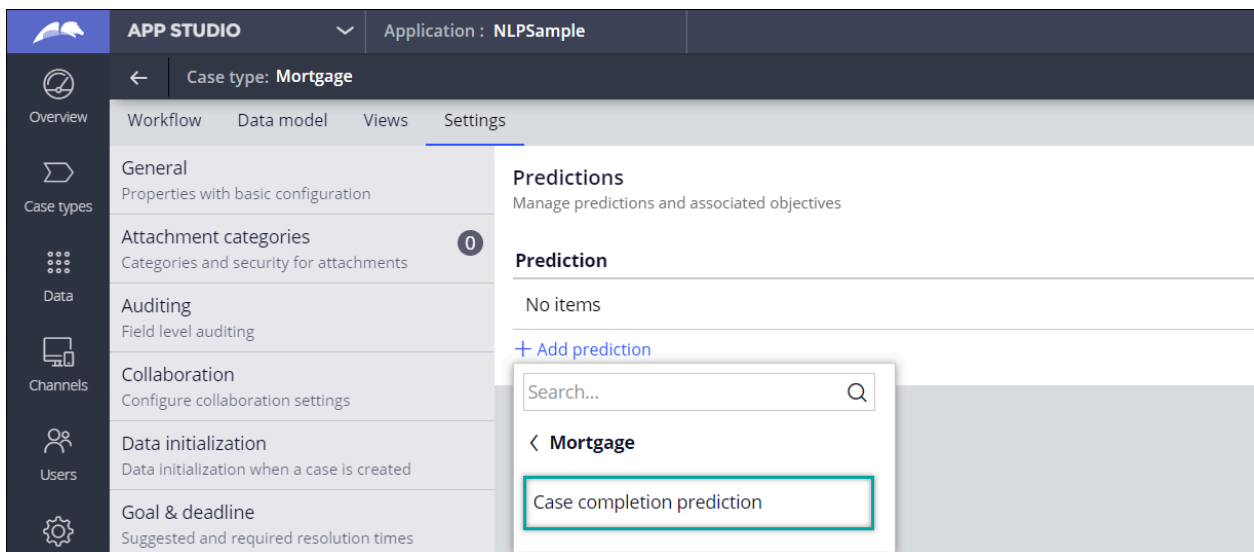 APP STUDIO
Application : NLPSample
Case type: Mortgage
Overview
Case types
Data
Channels
Users
Workflow Data model Views Settings
General
Properties with basic configuration
Attachment categories
0
Categories and security for attachments
Auditing
Field level auditing
Collaboration
Configure collaboration settings
Data initialization
Data initialization when a case is created
Goal & deadline
Suggested and required resolution times
Predictions
Manage predictions and associated objectives
Prediction
No items
+ Add prediction
Search...
Mortgage
Case completion prediction